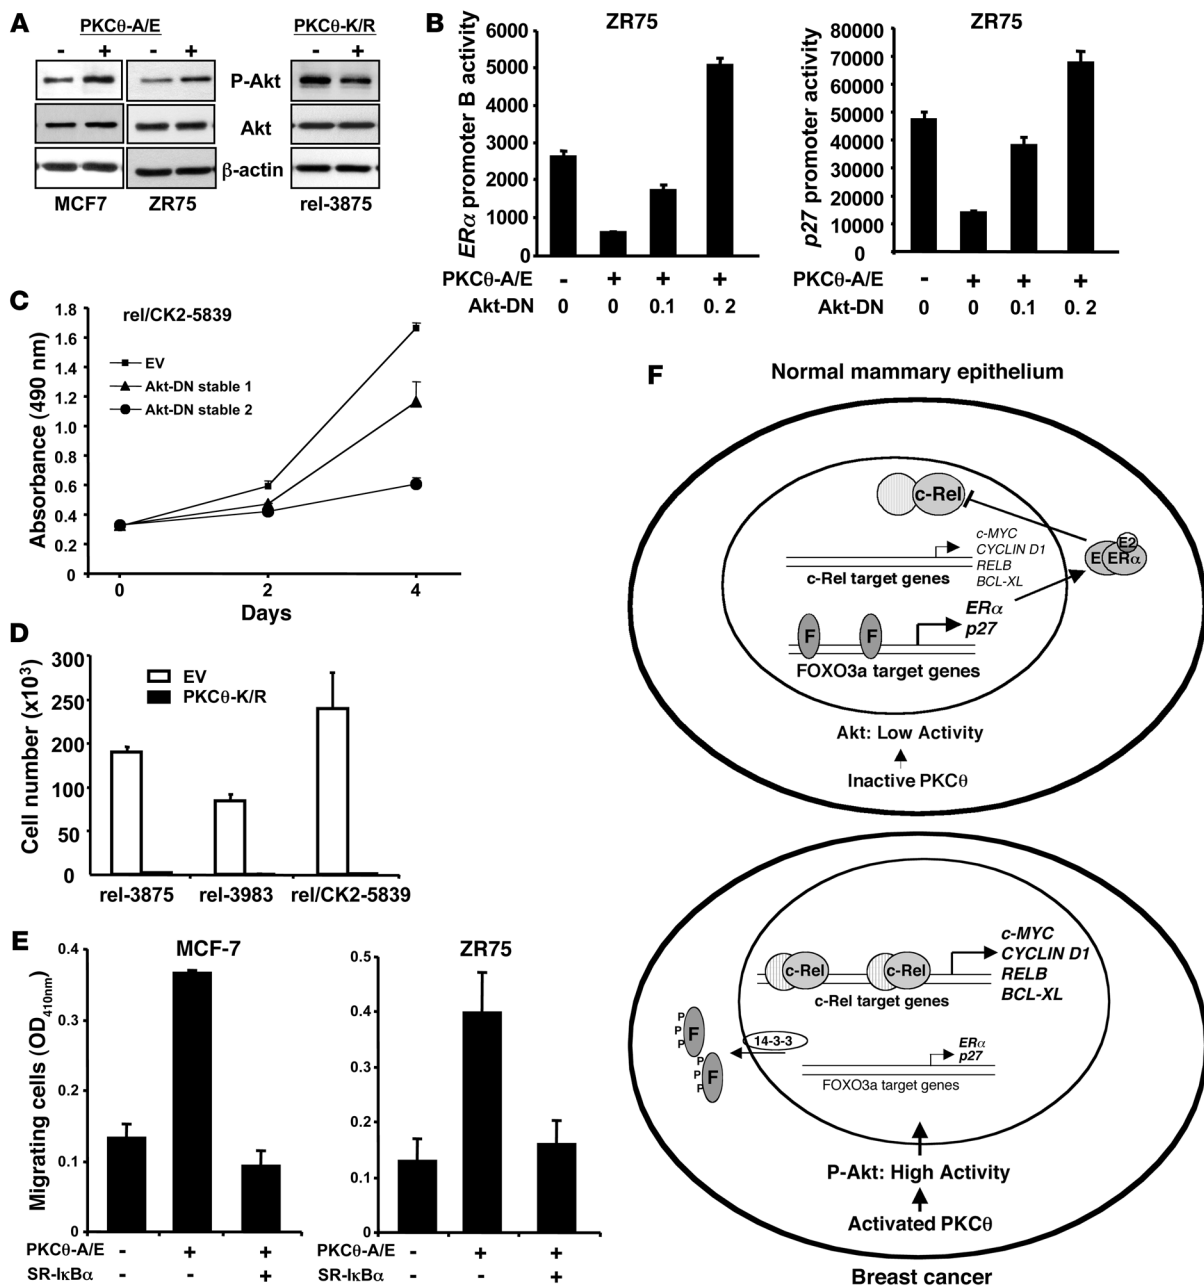 A
PKCθ-A/E
- + - +
PKCθ-K/R
- +
P-Akt
Akt
β-actin
MCF7 ZR75 rel-3875
B
ZR75
ERα promoter B activity
6000
5000
4000
3000
2000
1000
0
PKCθ-A/E - + + +
Akt-DN 0 0 0.1 0. 2
ZR75
p27 promoter activity
80000
70000
60000
50000
40000
30000
20000
10000
0
PKCθ-A/E - + + +
Akt-DN 0 0 0.1 0. 2
C
rel/CK2-5839
EV
Akt-DN stable 1
Akt-DN stable 2
Absorbance (490 nm)
1.8
1.6
1.4
1.2
1.0
0.8
0.6
0.4
0.2
0
0 2 4
Days
D
EV
PKCθ-K/R
Cell number (x10³)
300
250
200
100
50
0
rel-3875 rel-3983 rel/CK2-5839
E
MCF-7
Migrating cells (OD410nm)
0.4
0.3
0.2
0.1
0
PKCθ-A/E - + +
SR-IκBα - - +
ZR75
0.5
0.4
0.3
0.2
0.1
0
PKCθ-A/E - + +
SR-IκBα - - +
F
Normal mammary epithelium
c-Rel
c-MYC
CYCLIN D1
RELB
BCL-XL
c-Rel target genes
E2
E ERα
ERα
p27
F F
FOXO3a target genes
Akt: Low Activity
Inactive PKCθ
c-MYC
CYCLIN D1
RELB
BCL-XL
c-Rel c-Rel
c-Rel target genes
P
P
P
F
P
P
P
F
14-3-3
ERα
p27
FOXO3a target genes
P-Akt: High Activity
Activated PKCθ
Breast cancer